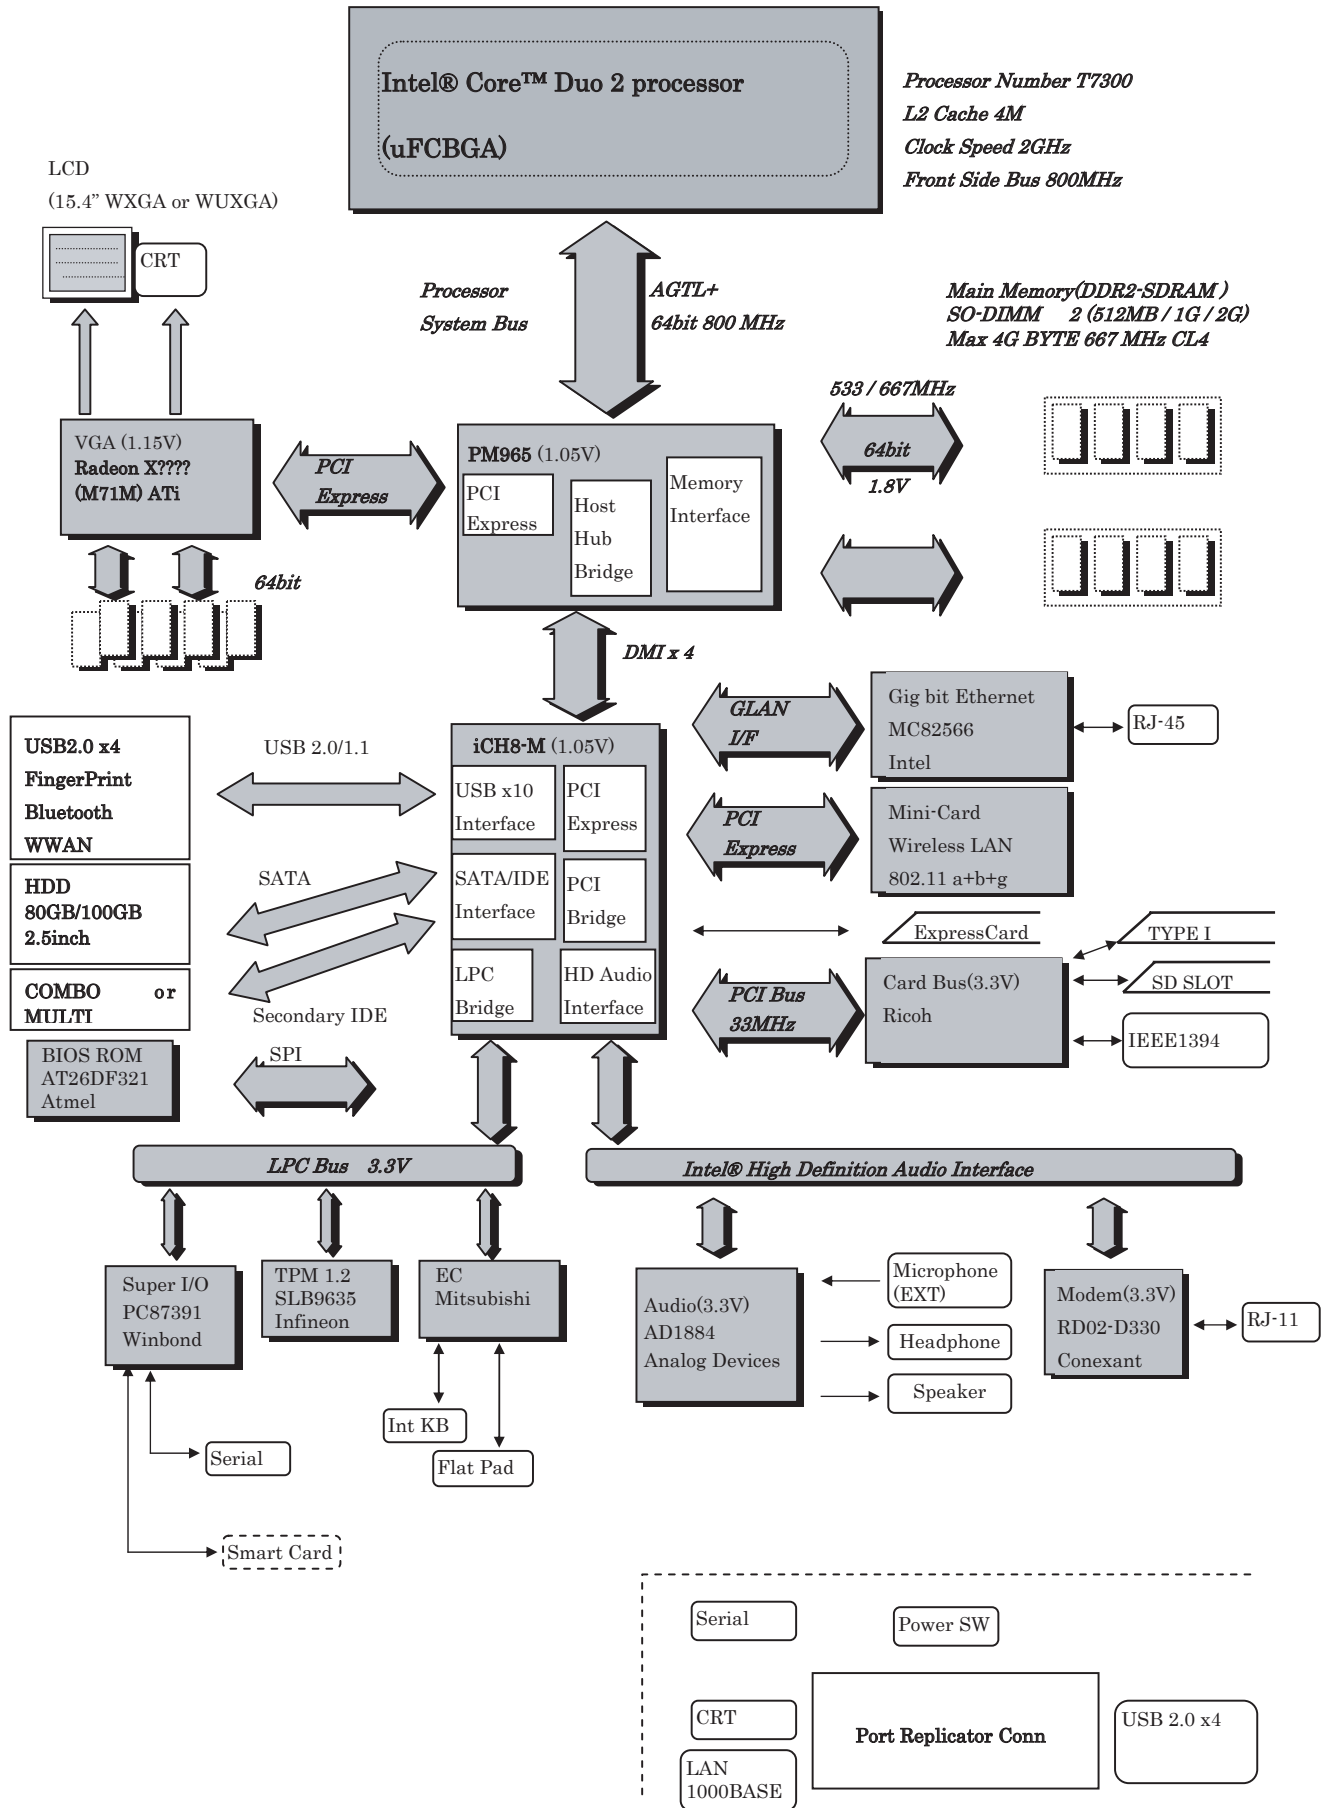 Intel® Core™ Duo 2 processor
(uFCBGA)
Processor Number T7300
L2 Cache 4M
Clock Speed 2GHz
Front Side Bus 800MHz
LCD
(15.4” WXGA or WUXGA)
CRT
Processor
System Bus
AGTL+
64bit 800 MHz
Main Memory(DDR2-SDRAM )
SO-DIMM 2 (512MB / 1G / 2G)
Max 4G BYTE 667 MHz CL4
533 / 667MHz
64bit
1.8V
VGA (1.15V)
Radeon X????
(M71M) ATi
PCI
Express
PM965 (1.05V)
PCI
Express
Host
Hub
Bridge
Memory
Interface
64bit
DMI x 4
USB2.0 x4
FingerPrint
Bluetooth
WWAN
USB 2.0/1.1
iCH8-M (1.05V)
USB x10
Interface
PCI
Express
SATA/IDE
Interface
PCI
Bridge
LPC
Bridge
HD Audio
Interface
GLAN
I/F
Gig bit Ethernet
MC82566
Intel
RJ-45
PCI
Express
Mini-Card
Wireless LAN
802.11 a+b+g
HDD
80GB/100GB
2.5inch
SATA
COMBO or
MULTI
Secondary IDE
ExpressCard
TYPE I
PCI Bus
33MHz
Card Bus(3.3V)
Ricoh
SD SLOT
IEEE1394
BIOS ROM
AT26DF321
Atmel
SPI
LPC Bus 3.3V
Intel® High Definition Audio Interface
Super I/O
PC87391
Winbond
TPM 1.2
SLB9635
Infineon
EC
Mitsubishi
Audio(3.3V)
AD1884
Analog Devices
Microphone
(EXT)
Headphone
Speaker
Modem(3.3V)
RD02-D330
Conexant
RJ-11
Int KB
Serial
Flat Pad
Smart Card
Serial
Power SW
CRT
Port Replicator Conn
USB 2.0 x4
LAN
1000BASE